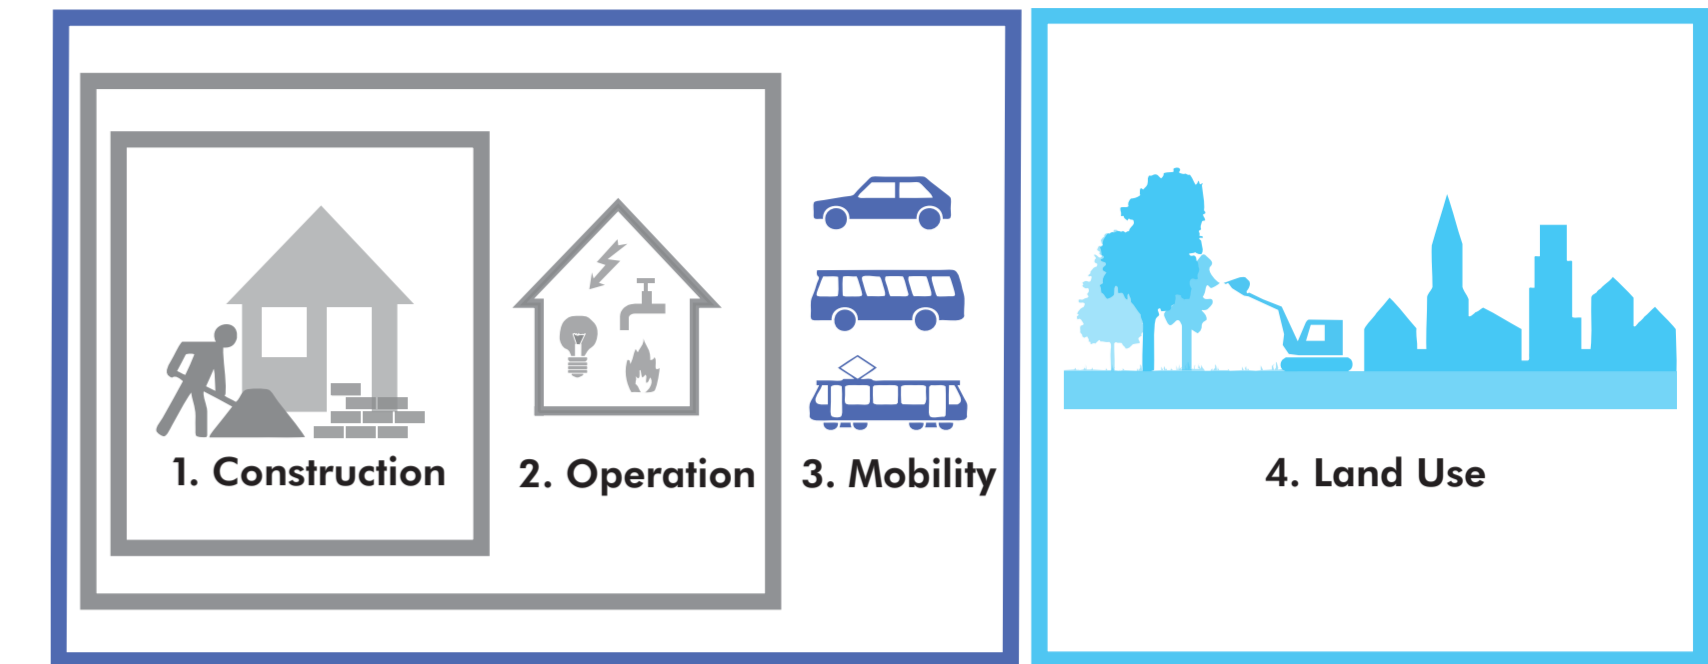 1. Construction
2. Operation
3. Mobility
4. Land Use